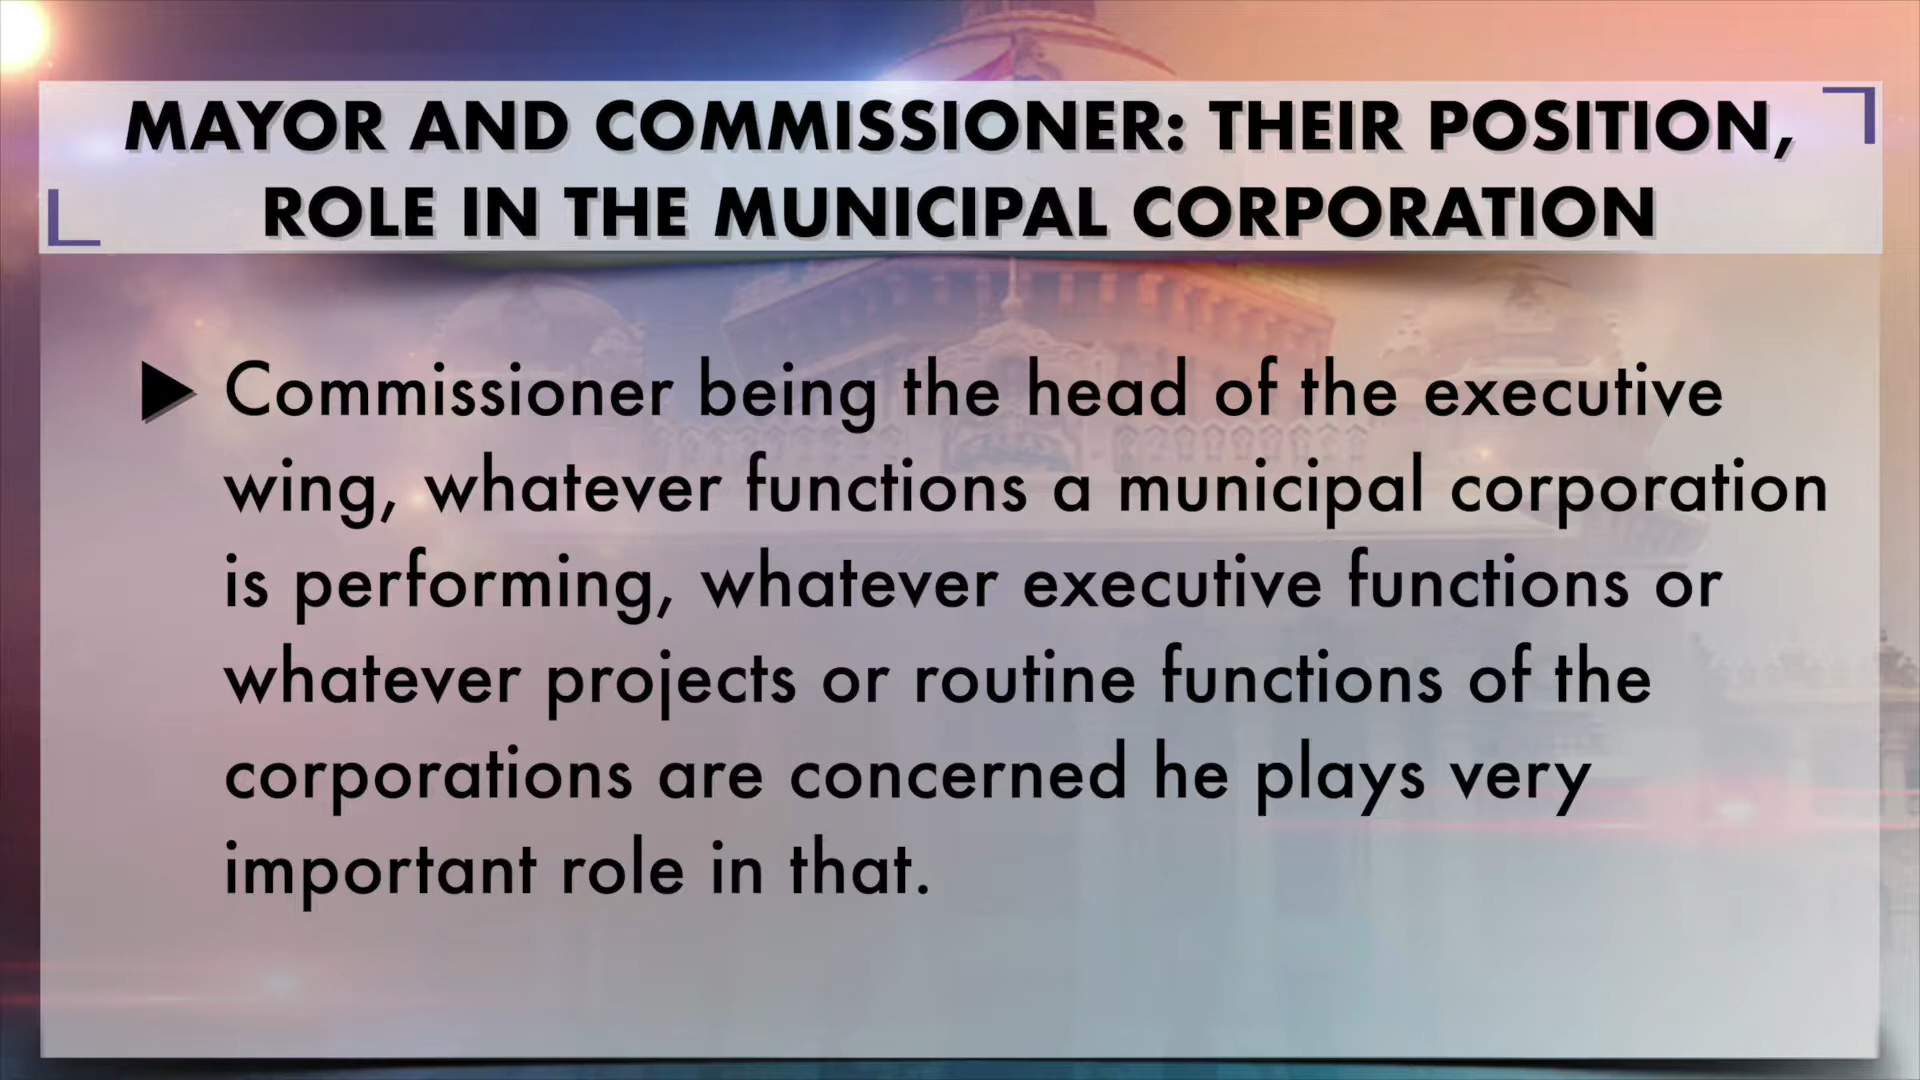 MAYOR AND COMMISSIONER: THEIR POSITION,
ROLE IN THE MUNICIPAL CORPORATION
Commissioner being the head of the executive
wing, whatever functions a municipal corporation
is performing, whatever executive functions or
whatever projects or routine functions of the
corporations are concerned he plays very
important role in that.